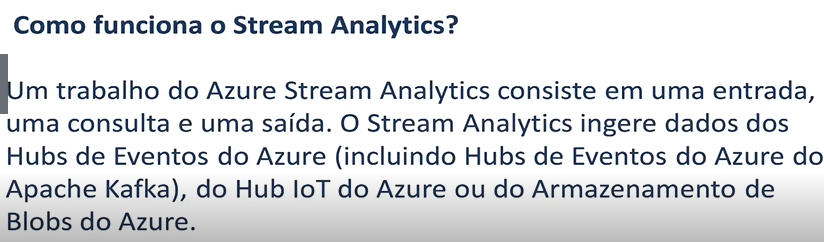 Como funciona o Stream Analytics?
Um trabalho do Azure Stream Analytics consiste em uma entrada,
uma consulta e uma saída. O Stream Analytics ingere dados dos
Hubs de Eventos do Azure (incluindo Hubs de Eventos do Azure do
Apache Kafka), do Hub IoT do Azure ou do Armazenamento de
Blobs do Azure.